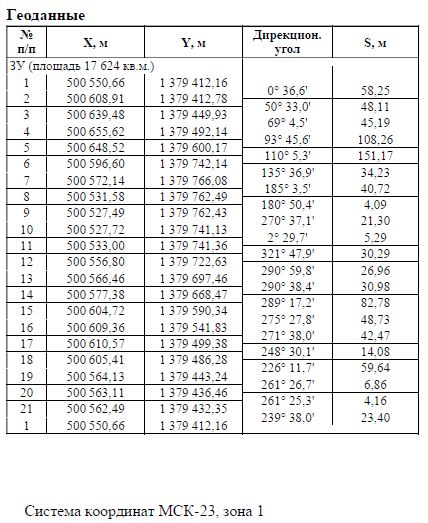 Геоданные
№ п/п X, м Y, м Дирекцион. угол S, м
ЗУ (площадь 17 624 кв.м.)
1 500 550,66 1 379 412,16
0° 36,6' 58,25
2 500 608,91 1 379 412,78
50° 33,0' 48,11
3 500 639,48 1 379 449,93
69° 4,5' 45,19
4 500 655,62 1 379 492,14
93° 45,6' 108,26
5 500 648,52 1 379 600,17
110° 5,3' 151,17
6 500 596,60 1 379 742,14
135° 36,9' 34,23
7 500 572,14 1 379 766,08
185° 3,5' 40,72
8 500 531,58 1 379 762,49
180° 50,4' 4,09
9 500 527,49 1 379 762,43
270° 37,1' 21,30
10 500 527,72 1 379 741,13
2° 29,7' 5,29
11 500 533,00 1 379 741,36
321° 47,9' 30,29
12 500 556,80 1 379 722,63
290° 59,8' 26,96
13 500 566,46 1 379 697,46
290° 38,4' 30,98
14 500 577,38 1 379 668,47
289° 17,2' 82,78
15 500 604,72 1 379 590,34
275° 27,8' 48,73
16 500 609,36 1 379 541,83
271° 38,0' 42,47
17 500 610,57 1 379 499,38
248° 30,1' 14,08
18 500 605,41 1 379 486,28
226° 11,7' 59,64
19 500 564,13 1 379 443,24
261° 26,7' 6,86
20 500 563,11 1 379 436,46
261° 25,3' 4,16
21 500 562,49 1 379 432,35
239° 38,0' 23,40
1 500 550,66 1 379 412,16
Система координат МСК-23, зона 1